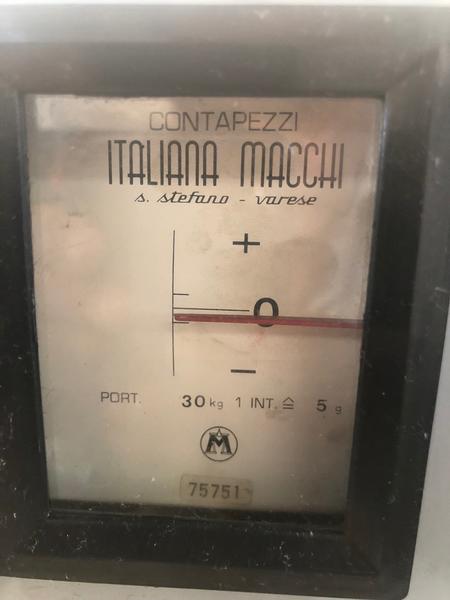 CONTAPEZZI
ITALIANA MACCHI
s. stefano - varese
+
0
−
PORT. 30 kg 1 INT. ≙ 5 g
M
75751